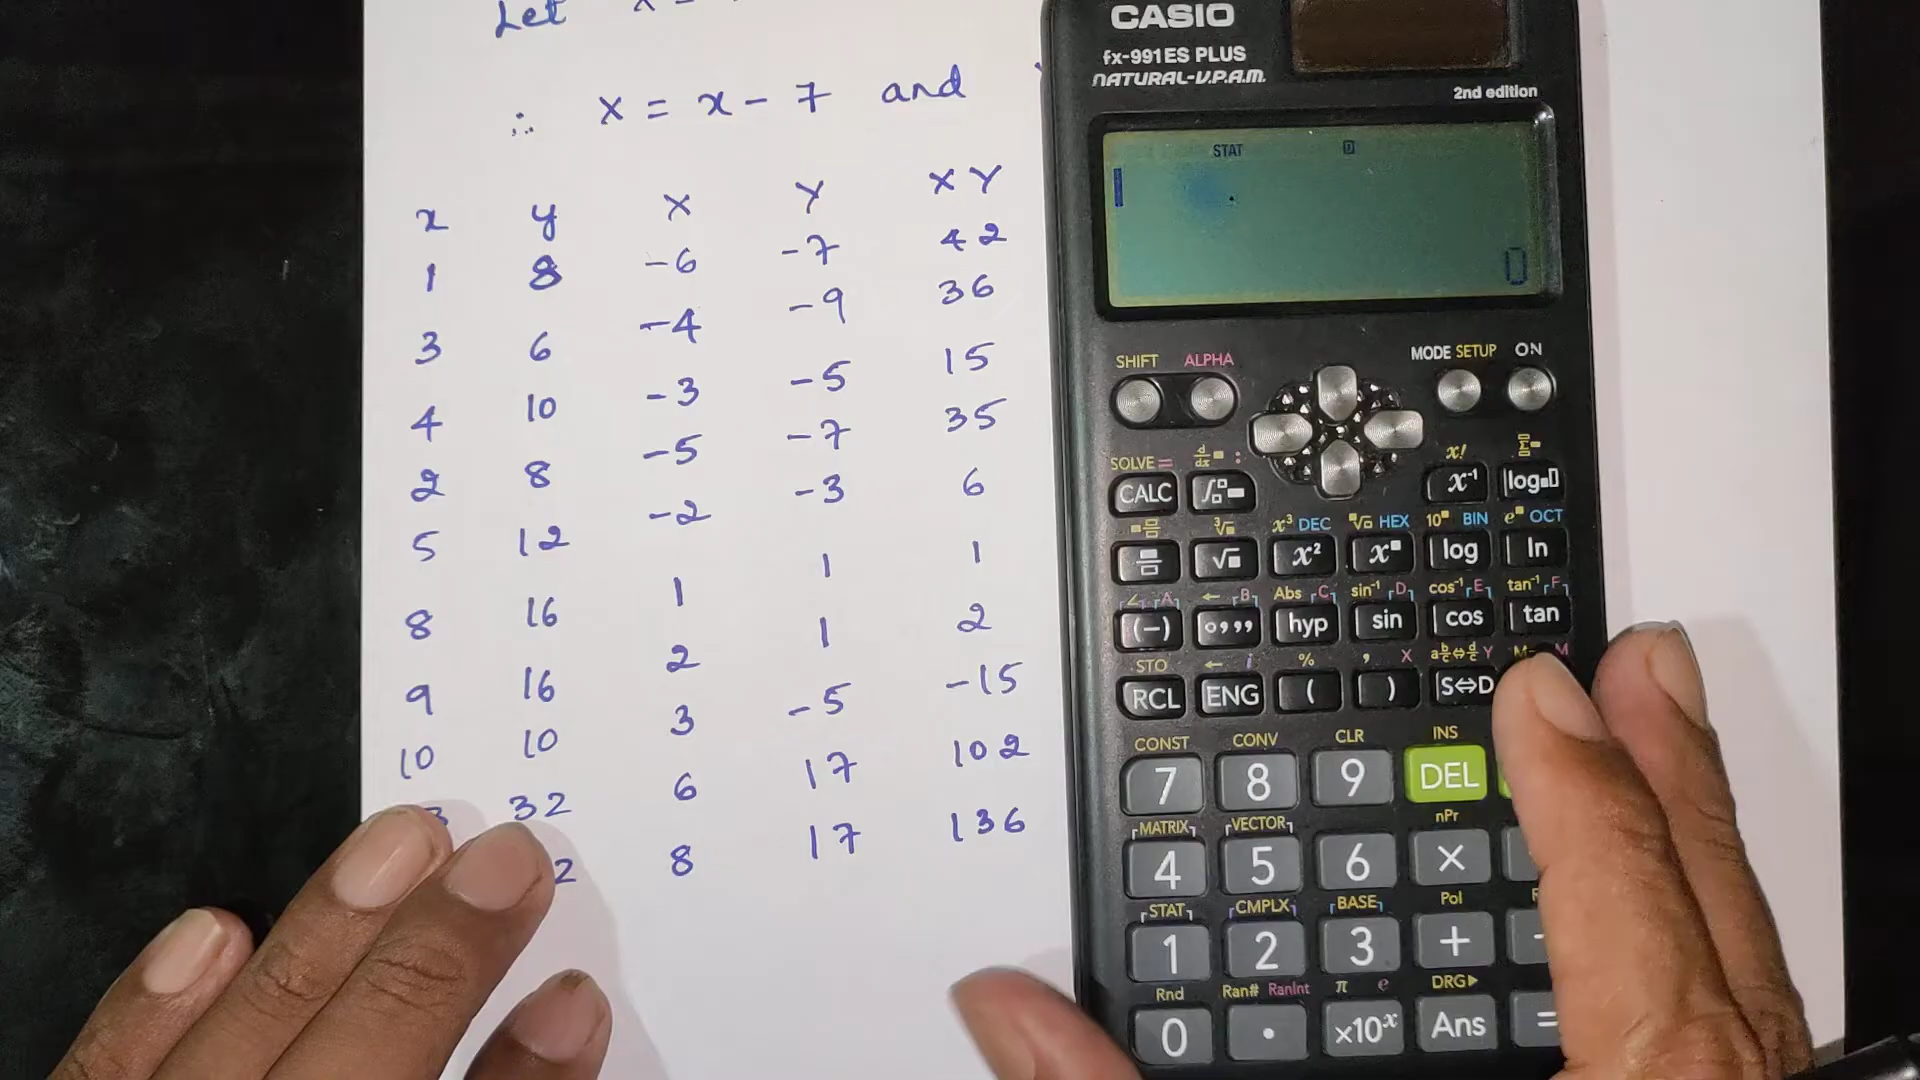 Let
∴ X = x - 7 and
x y X Y XY
1 8 -6 -7 42
3 6 -4 -9 36
4 10 -3 -5 15
2 8 -5 -7 35
5 12 -2 -3 6
8 16 1 1 1
9 16 2 1 2
10 10 3 -5 -15
3 32 6 17 102
2 8 17 136
CASIO
fx-991ES PLUS
NATURAL-V.P.A.M.
2nd edition
STAT D
0
SHIFT ALPHA MODE SETUP ON
SOLVE = d/dx : x! Σ
CALC ∫ x⁻¹ log
³√ x³ DEC √ HEX 10 BIN e OCT
√ x² x log ln
∠ A ← B Abs C sin⁻¹ D cos⁻¹ E tan⁻¹ F
(-) °,,, hyp sin cos tan
STO ← i % , X a b/c⇔d/c Y M- M
RCL ENG ( ) S⇔D
CONST CONV CLR INS
7 8 9 DEL
MATRIX VECTOR nPr
4 5 6 ×
STAT CMPLX BASE Pol
1 2 3 +
Rnd Ran# RanInt π e DRG▶
0 . ×10ˣ Ans =